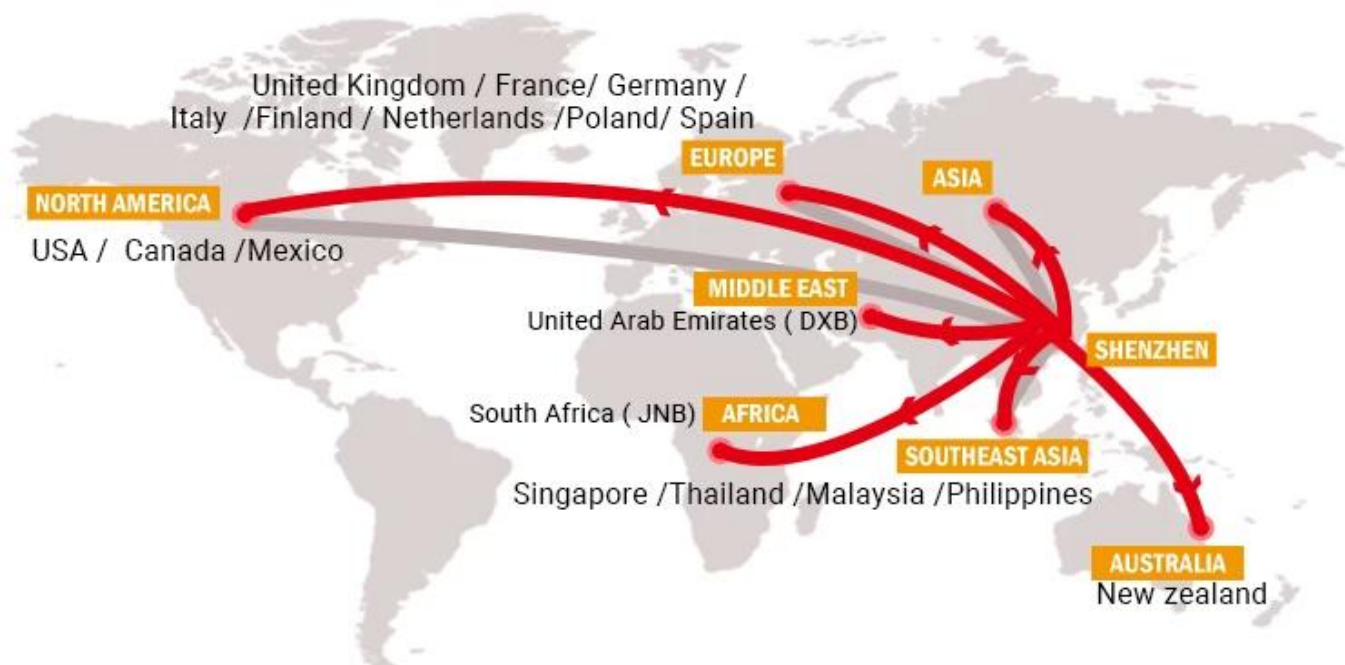 United Kingdom / France/ Germany /
Italy /Finland / Netherlands /Poland/ Spain
EUROPE
ASIA
NORTH AMERICA
USA / Canada /Mexico
MIDDLE EAST
United Arab Emirates ( DXB)
SHENZHEN
South Africa ( JNB)
AFRICA
SOUTHEAST ASIA
Singapore /Thailand /Malaysia /Philippines
AUSTRALIA
New zealand